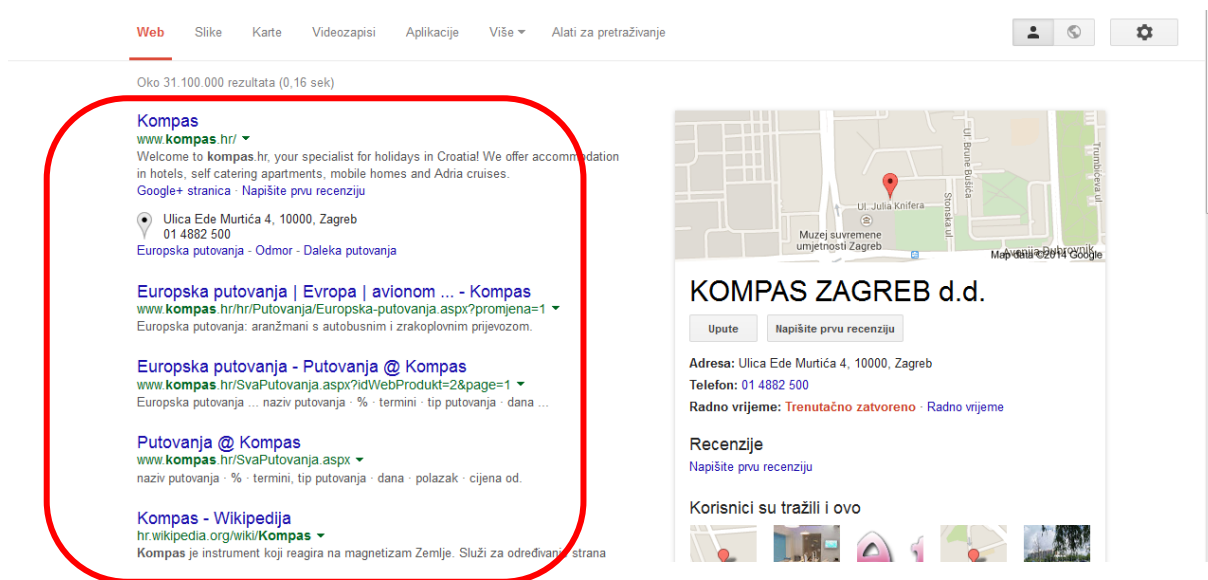 Web Slike Karte Videozapisi Aplikacije Više Alati za pretraživanje
Oko 31.100.000 rezultata (0,16 sek)
Kompas
www.kompas.hr/
Welcome to kompas.hr, your specialist for holidays in Croatia! We offer accommodation
in hotels, self catering apartments, mobile homes and Adria cruises.
Google+ stranica · Napišite prvu recenziju
Ulica Ede Murtića 4, 10000, Zagreb
01 4882 500
Europska putovanja - Odmor - Daleka putovanja
Europska putovanja | Evropa | avionom ... - Kompas
www.kompas.hr/hr/Putovanja/Europska-putovanja.aspx?promjena=1
Europska putovanja: aranžmani s autobusnim i zrakoplovnim prijevozom.
Europska putovanja - Putovanja @ Kompas
www.kompas.hr/SvaPutovanja.aspx?idWebProdukt=2&page=1
Europska putovanja ... naziv putovanja · % · termini · tip putovanja · dana ...
Putovanja @ Kompas
www.kompas.hr/SvaPutovanja.aspx
naziv putovanja · % · termini, tip putovanja · dana · polazak · cijena od.
Kompas - Wikipedija
hr.wikipedia.org/wiki/Kompas
Kompas je instrument koji reagira na magnetizam Zemlje. Služi za određivanje strana
Ul. Brune Bušića
Trumbićeva ul
Ul. Julia Knifera
Stonska ul
Muzej suvremene
umjetnosti Zagreb
Avenija Dubrovnik
Map data ©2014 Google
KOMPAS ZAGREB d.d.
Upute Napišite prvu recenziju
Adresa: Ulica Ede Murtića 4, 10000, Zagreb
Telefon: 01 4882 500
Radno vrijeme: Trenutačno zatvoreno · Radno vrijeme
Recenzije
Napišite prvu recenziju
Korisnici su tražili i ovo